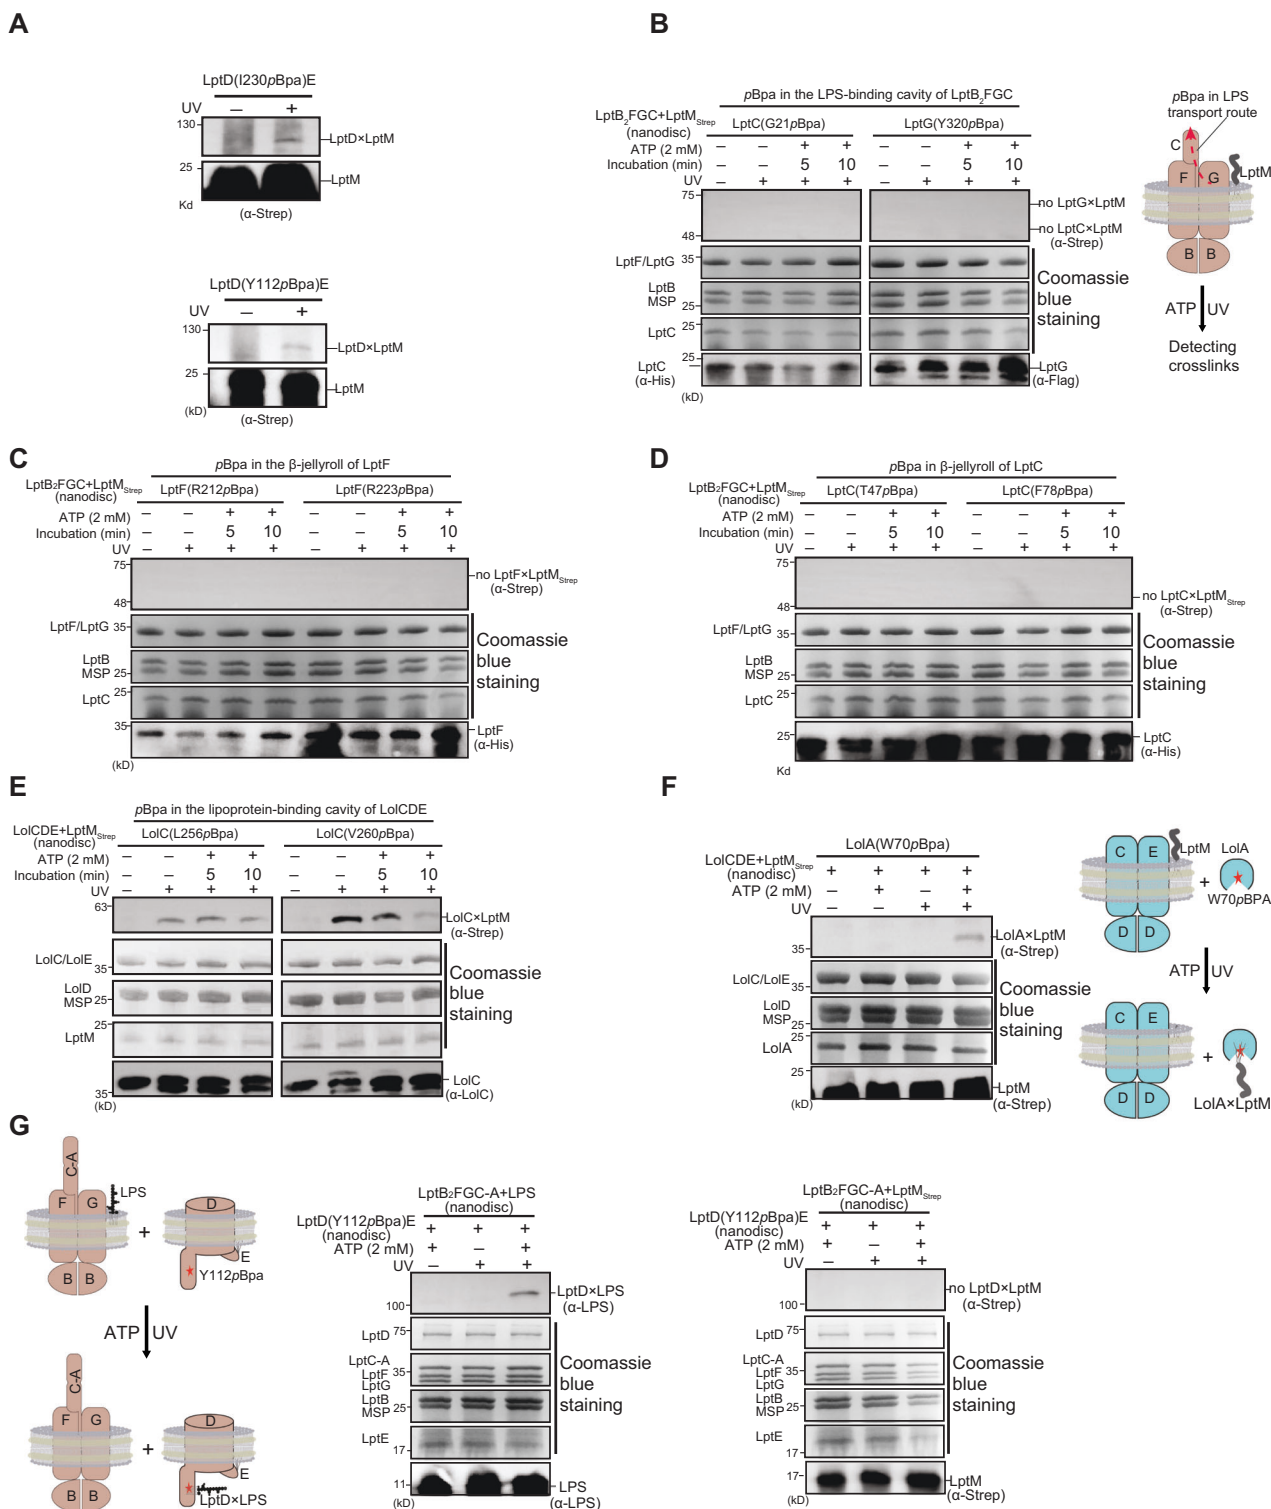 A
LptD(I230pBpa)E
UV – +
130
LptD×LptM
25
LptM
Kd
(α-Strep)
LptD(Y112pBpa)E
UV – +
130
LptD×LptM
25
LptM
(kD)
(α-Strep)
B
pBpa in the LPS-binding cavity of LptB2FGC
LptB2FGC+LptMStrep
(nanodisc)
LptC(G21pBpa) LptG(Y320pBpa)
ATP (2 mM) – – + + – – + +
Incubation (min) – – 5 10 – – 5 10
UV – + + + – + + +
75
no LptG×LptM
no LptC×LptM
48
(α-Strep)
LptF/LptG 35
LptB
MSP 25
LptC 25
Coomassie
blue
staining
25
LptC
(α-His)
LptG
(α-Flag)
(kD)
pBpa in LPS
transport route
C
F G LptM
B B
ATP UV
Detecting
crosslinks
C
pBpa in the β-jellyroll of LptF
LptB2FGC+LptMStrep
(nanodisc)
LptF(R212pBpa) LptF(R223pBpa)
ATP (2 mM) – – + + – – + +
Incubation (min) – – 5 10 – – 5 10
UV – + + + – + + +
75
no LptF×LptMStrep
(α-Strep)
48
LptF/LptG 35
LptB
MSP 25
LptC 25
Coomassie
blue
staining
35
LptF
(α-His)
(kD)
D
pBpa in β-jellyroll of LptC
LptB2FGC+LptMStrep
(nanodisc)
LptC(T47pBpa) LptC(F78pBpa)
ATP (2 mM) – – + + – – + +
Incubation (min) – – 5 10 – – 5 10
UV – + + + – + + +
75
no LptC×LptMStrep
(α-Strep)
48
LptF/LptG 35
LptB
MSP 25
LptC 25
Coomassie
blue
staining
25
LptC
(α-His)
Kd
E
pBpa in the lipoprotein-binding cavity of LolCDE
LolCDE+LptMStrep
(nanodisc)
LolC(L256pBpa) LolC(V260pBpa)
ATP (2 mM) – – + + – – + +
Incubation (min) – – 5 10 – – 5 10
UV – + + + – + + +
63
LolC×LptM
(α-Strep)
LolC/LolE 35
LolD
MSP 25
LptM 25
Coomassie
blue
staining
35
LolC
(α-LolC)
(kD)
F
LolA(W70pBpa)
LolCDE+LptMStrep
(nanodisc) + + + +
ATP (2 mM) – + – +
UV – – + +
LolA×LptM
(α-Strep)
35
LolC/LolE
35
LolD
MSP 25
LolA
Coomassie
blue
staining
25
LptM
(α-Strep)
(kD)
C E LptM LolA
+
W70pBPA
D D
ATP UV
C E
+
D D
LolA×LptM
G
C-A
F G LPS
+
D
E
Y112pBpa
B B
ATP UV
C-A
F G
+
D
E
LptD×LPS
B B
LptB2FGC-A+LPS
(nanodisc)
LptD(Y112pBpa)E
(nanodisc) + + +
ATP (2 mM) + – +
UV – + +
LptD×LPS
(α-LPS)
100
LptD 75
LptC-A
LptF 35
LptG
LptB
MSP 25
LptE
17
Coomassie
blue
staining
11
LPS
(α-LPS)
(kD)
LptB2FGC-A+LptMStrep
(nanodisc)
LptD(Y112pBpa)E
(nanodisc) + + +
ATP (2 mM) + – +
UV – + +
no LptD×LptM
(α-Strep)
100
LptD 75
LptC-A
LptF 35
LptG
LptB
MSP 25
LptE
17
Coomassie
blue
staining
17
LptM
(α-Strep)
(kD)